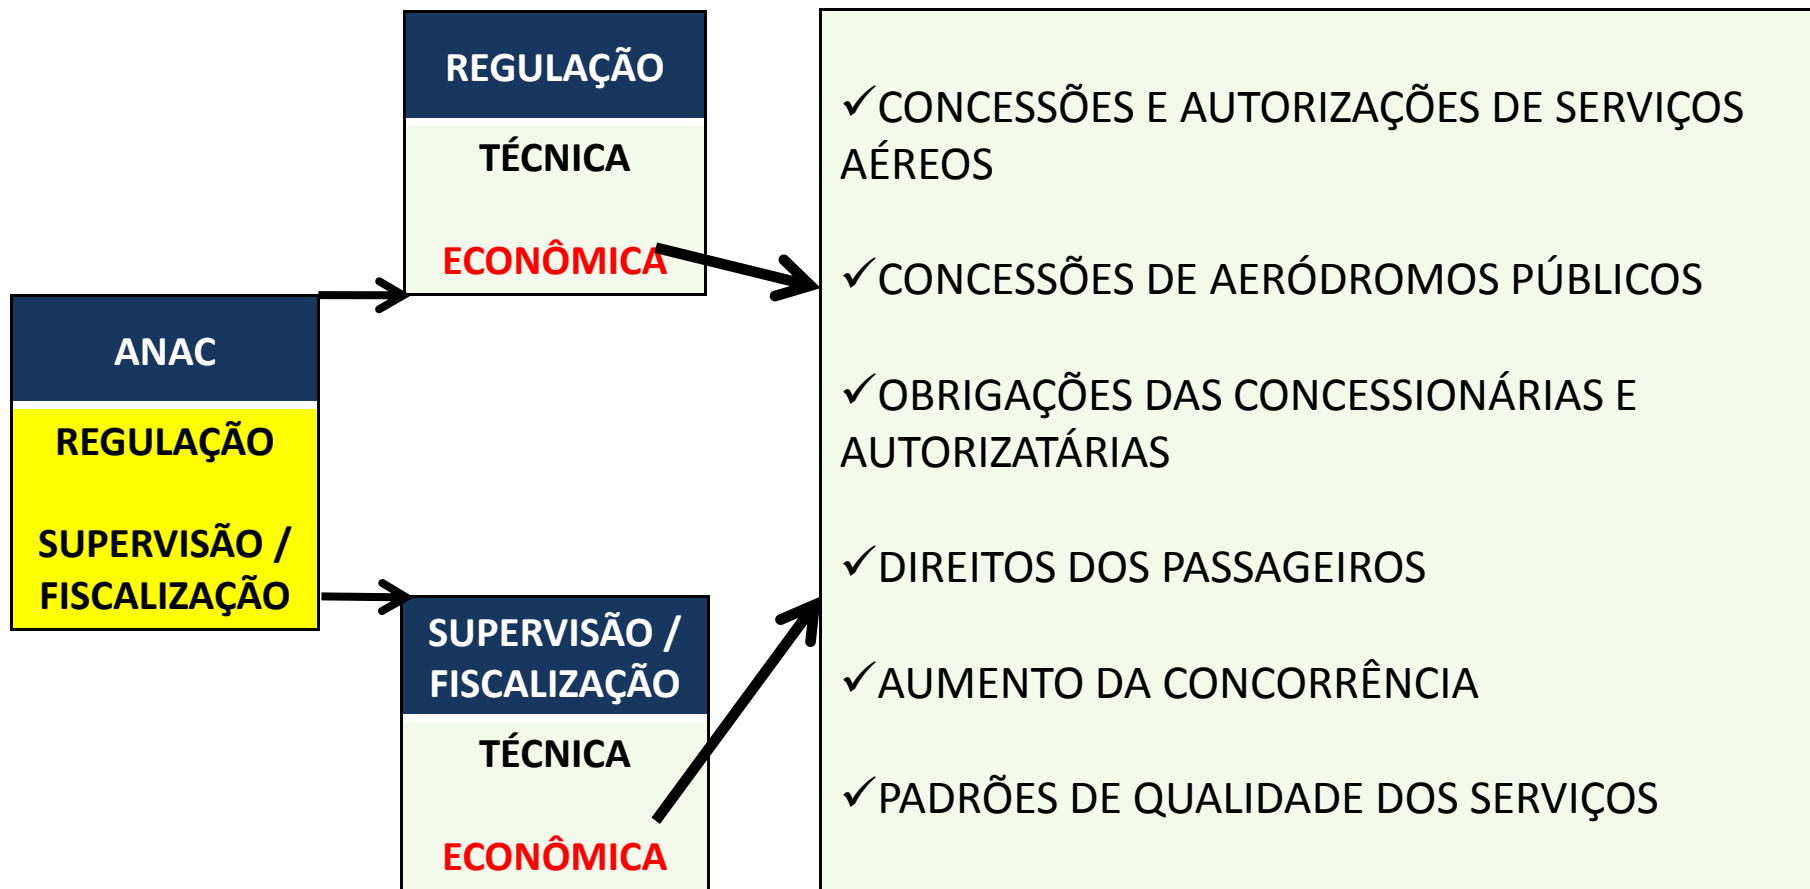 ANAC
REGULAÇÃO
SUPERVISÃO /
FISCALIZAÇÃO
REGULAÇÃO
TÉCNICA
ECONÔMICA
SUPERVISÃO /
FISCALIZAÇÃO
TÉCNICA
ECONÔMICA
✓CONCESSÕES E AUTORIZAÇÕES DE SERVIÇOS
AÉREOS
✓CONCESSÕES DE AERÓDROMOS PÚBLICOS
✓OBRIGAÇÕES DAS CONCESSIONÁRIAS E
AUTORIZATÁRIAS
✓DIREITOS DOS PASSAGEIROS
✓AUMENTO DA CONCORRÊNCIA
✓PADRÕES DE QUALIDADE DOS SERVIÇOS